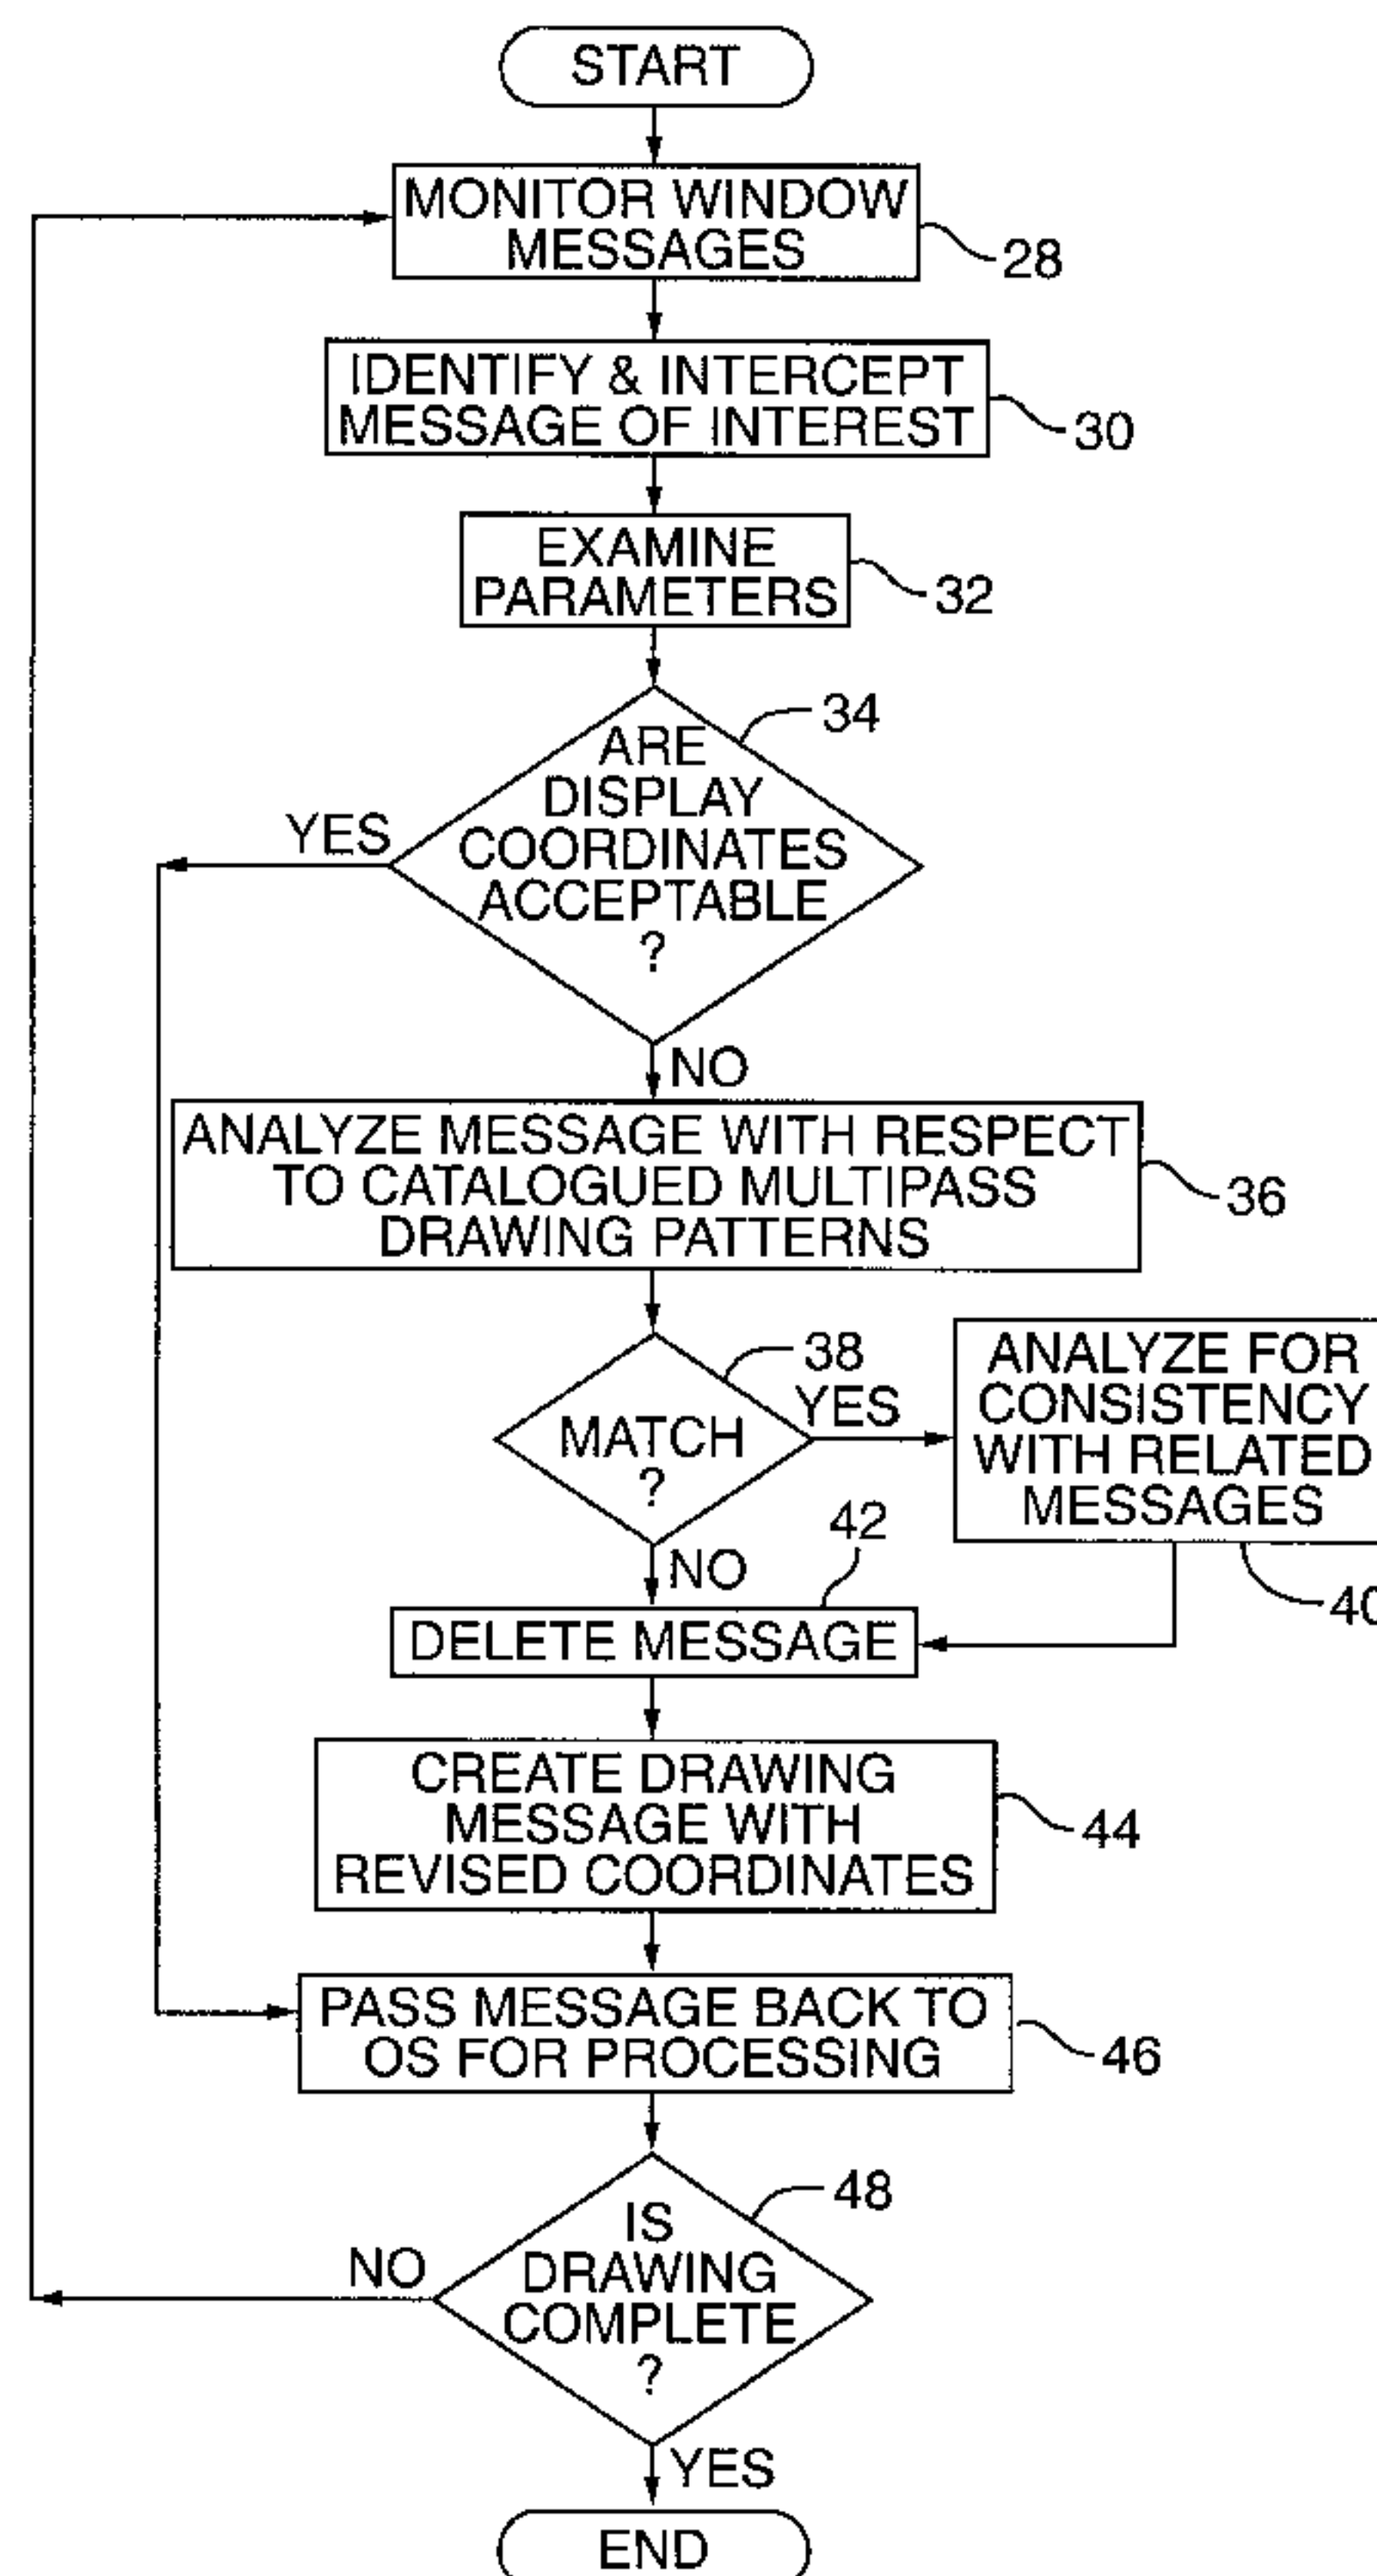 START
MONITOR WINDOW
MESSAGES
28
IDENTIFY & INTERCEPT
MESSAGE OF INTEREST
30
EXAMINE
PARAMETERS
32
34
ARE
DISPLAY
COORDINATES
ACCEPTABLE
?
YES
NO
ANALYZE MESSAGE WITH RESPECT
TO CATALOGUED MULTIPASS
DRAWING PATTERNS
36
38
MATCH
?
YES
ANALYZE FOR
CONSISTENCY
WITH RELATED
MESSAGES
40
NO
42
DELETE MESSAGE
CREATE DRAWING
MESSAGE WITH
REVISED COORDINATES
44
PASS MESSAGE BACK TO
OS FOR PROCESSING
46
48
IS
DRAWING
COMPLETE
?
NO
YES
END